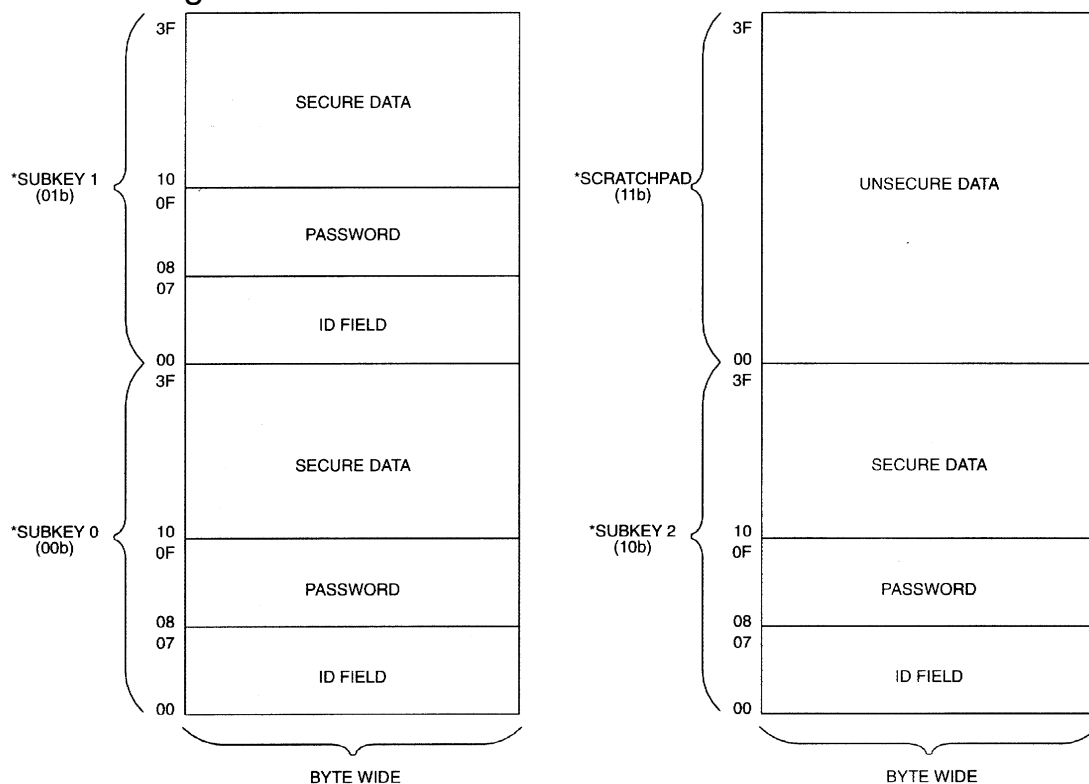 3F
SECURE DATA
*SUBKEY 1
(01b)
10
0F
PASSWORD
08
07
ID FIELD
00
3F
SECURE DATA
*SUBKEY 0
(00b)
10
0F
PASSWORD
08
07
ID FIELD
00
BYTE WIDE
3F
UNSECURE DATA
*SCRATCHPAD
(11b)
00
3F
SECURE DATA
*SUBKEY 2
(10b)
10
0F
PASSWORD
08
07
ID FIELD
00
BYTE WIDE